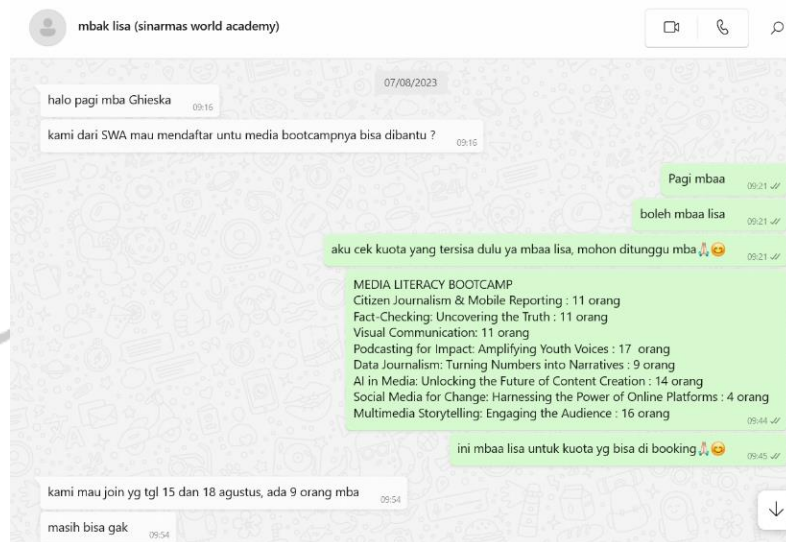 mbak lisa (sinarmas world academy)
07/08/2023
halo pagi mba Ghieska 09:16
kami dari SWA mau mendaftar untu media bootcampnya bisa dibantu ? 09:16
Pagi mbaa 09:21
boleh mbaa lisa 09:21
aku cek kuota yang tersisa dulu ya mbaa lisa, mohon ditunggu mba🙏🏻😊 09:21
MEDIA LITERACY BOOTCAMP
Citizen Journalism & Mobile Reporting : 11 orang
Fact-Checking: Uncovering the Truth : 11 orang
Visual Communication: 11 orang
Podcasting for Impact: Amplifying Youth Voices : 17 orang
Data Journalism: Turning Numbers into Narratives : 9 orang
AI in Media: Unlocking the Future of Content Creation : 14 orang
Social Media for Change: Harnessing the Power of Online Platforms : 4 orang
Multimedia Storytelling: Engaging the Audience : 16 orang
09:44
ini mbaa lisa untuk kuota yg bisa di booking🙏🏻😊 09:45
kami mau join yg tgl 15 dan 18 agustus, ada 9 orang mba 09:54
masih bisa gak 09:54